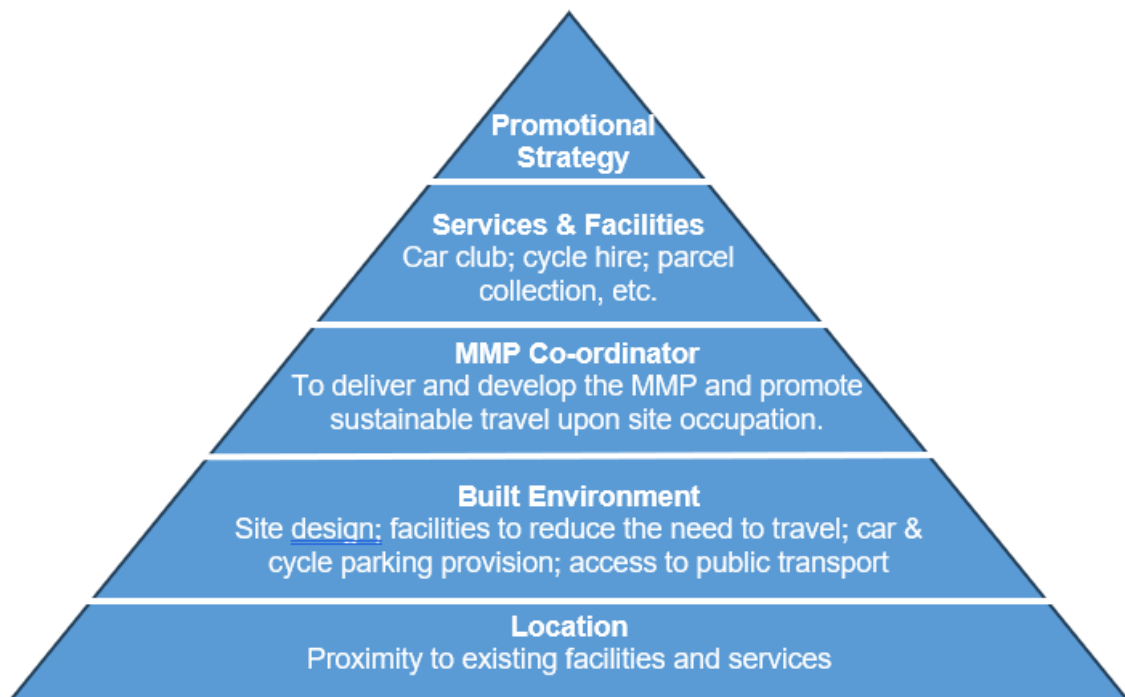 Promotional
Strategy
Services & Facilities
Car club; cycle hire; parcel
collection, etc.
MMP Co-ordinator
To deliver and develop the MMP and promote
sustainable travel upon site occupation.
Built Environment
Site design; facilities to reduce the need to travel; car &
cycle parking provision; access to public transport
Location
Proximity to existing facilities and services